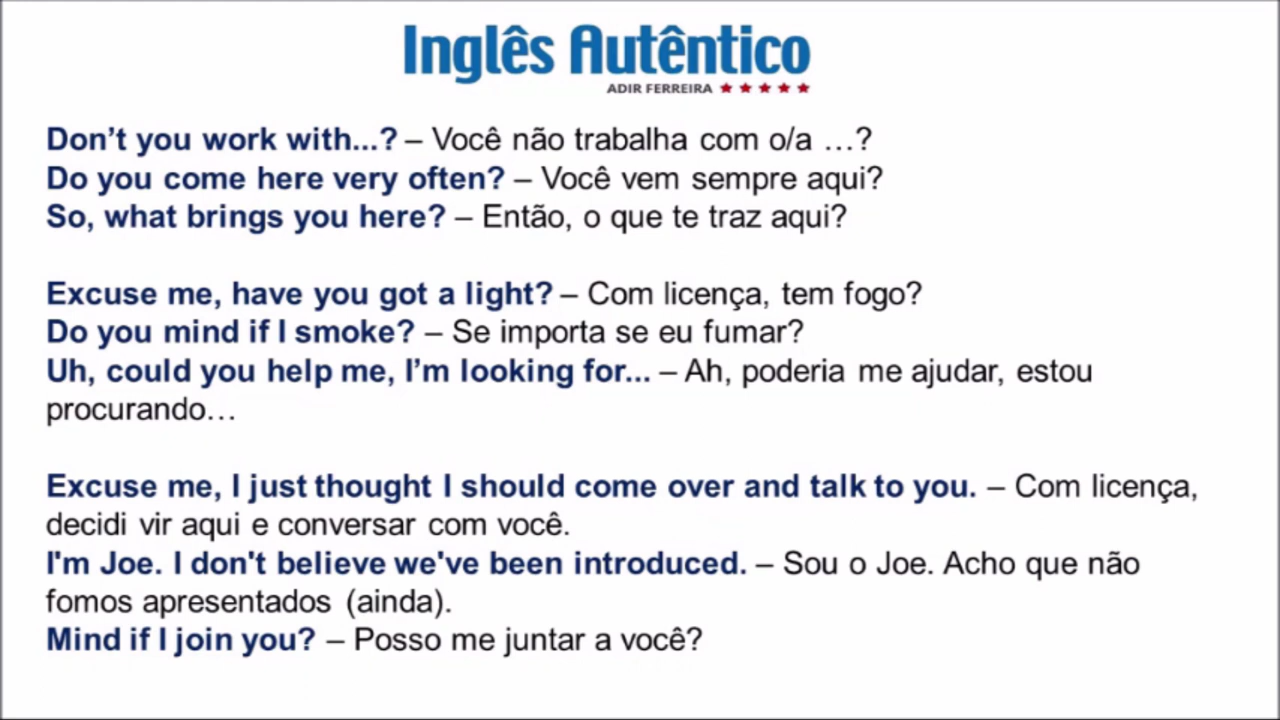 Inglês Autêntico
ADIR FERREIRA ★★★★★
Don’t you work with...? – Você não trabalha com o/a …?
Do you come here very often? – Você vem sempre aqui?
So, what brings you here? – Então, o que te traz aqui?
Excuse me, have you got a light? – Com licença, tem fogo?
Do you mind if I smoke? – Se importa se eu fumar?
Uh, could you help me, I’m looking for... – Ah, poderia me ajudar, estou
procurando…
Excuse me, I just thought I should come over and talk to you. – Com licença,
decidi vir aqui e conversar com você.
I'm Joe. I don't believe we've been introduced. – Sou o Joe. Acho que não
fomos apresentados (ainda).
Mind if I join you? – Posso me juntar a você?